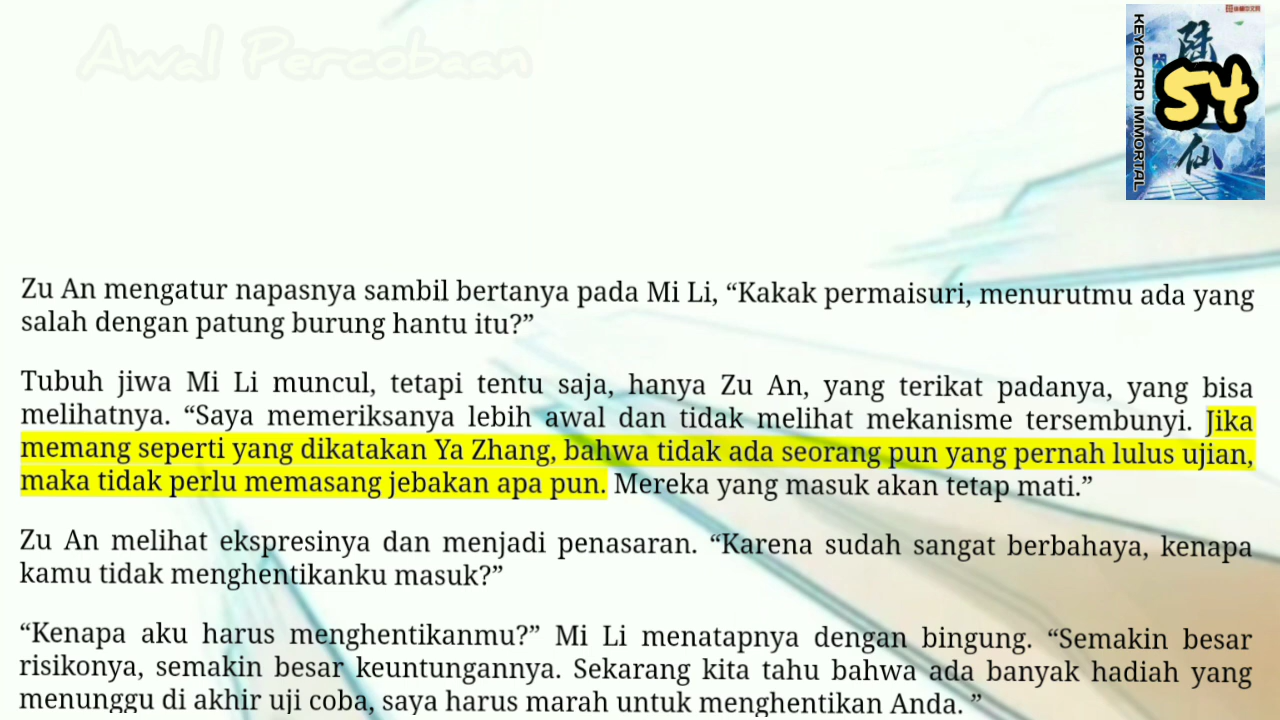 Awal Percobaan
KEYBOARD IMMORTAL
54
仙
Zu An mengatur napasnya sambil bertanya pada Mi Li, “Kakak permaisuri, menurutmu ada yang
salah dengan patung burung hantu itu?”
Tubuh jiwa Mi Li muncul, tetapi tentu saja, hanya Zu An, yang terikat padanya, yang bisa
melihatnya. “Saya memeriksanya lebih awal dan tidak melihat mekanisme tersembunyi. Jika
memang seperti yang dikatakan Ya Zhang, bahwa tidak ada seorang pun yang pernah lulus ujian,
maka tidak perlu memasang jebakan apa pun. Mereka yang masuk akan tetap mati.”
Zu An melihat ekspresinya dan menjadi penasaran. “Karena sudah sangat berbahaya, kenapa
kamu tidak menghentikanku masuk?”
“Kenapa aku harus menghentikanmu?” Mi Li menatapnya dengan bingung. “Semakin besar
risikonya, semakin besar keuntungannya. Sekarang kita tahu bahwa ada banyak hadiah yang
menunggu di akhir uji coba, saya harus marah untuk menghentikan Anda. ”